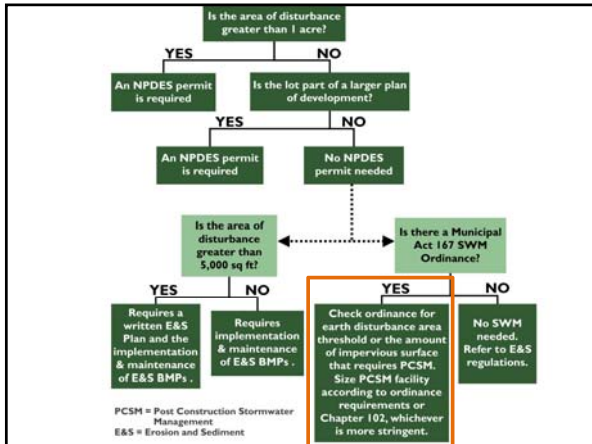 Is the area of disturbance
greater than 1 acre?
YES
NO
An NPDES permit
is required
Is the lot part of a larger plan
of development?
YES
NO
An NPDES permit
is required
No NPDES
permit needed
Is the area of
disturbance
greater than
5,000 sq ft?
Is there a Municipal
Act 167 SWM
Ordinance?
YES
NO
YES
NO
Requires a
written E&S
Plan and the
implementation
& maintenance
of E&S BMPs .
Requires
implementation
& maintenance
of E&S BMPs .
Check ordinance for
earth disturbance area
threshold or the amount
of impervious surface
that requires PCSM.
Size PCSM facility
according to ordinance
requirements or
Chapter 102, whichever
is more stringent.
No SWM
needed.
Refer to E&S
regulations.
PCSM = Post Construction Stormwater
Management
E&S = Erosion and Sediment